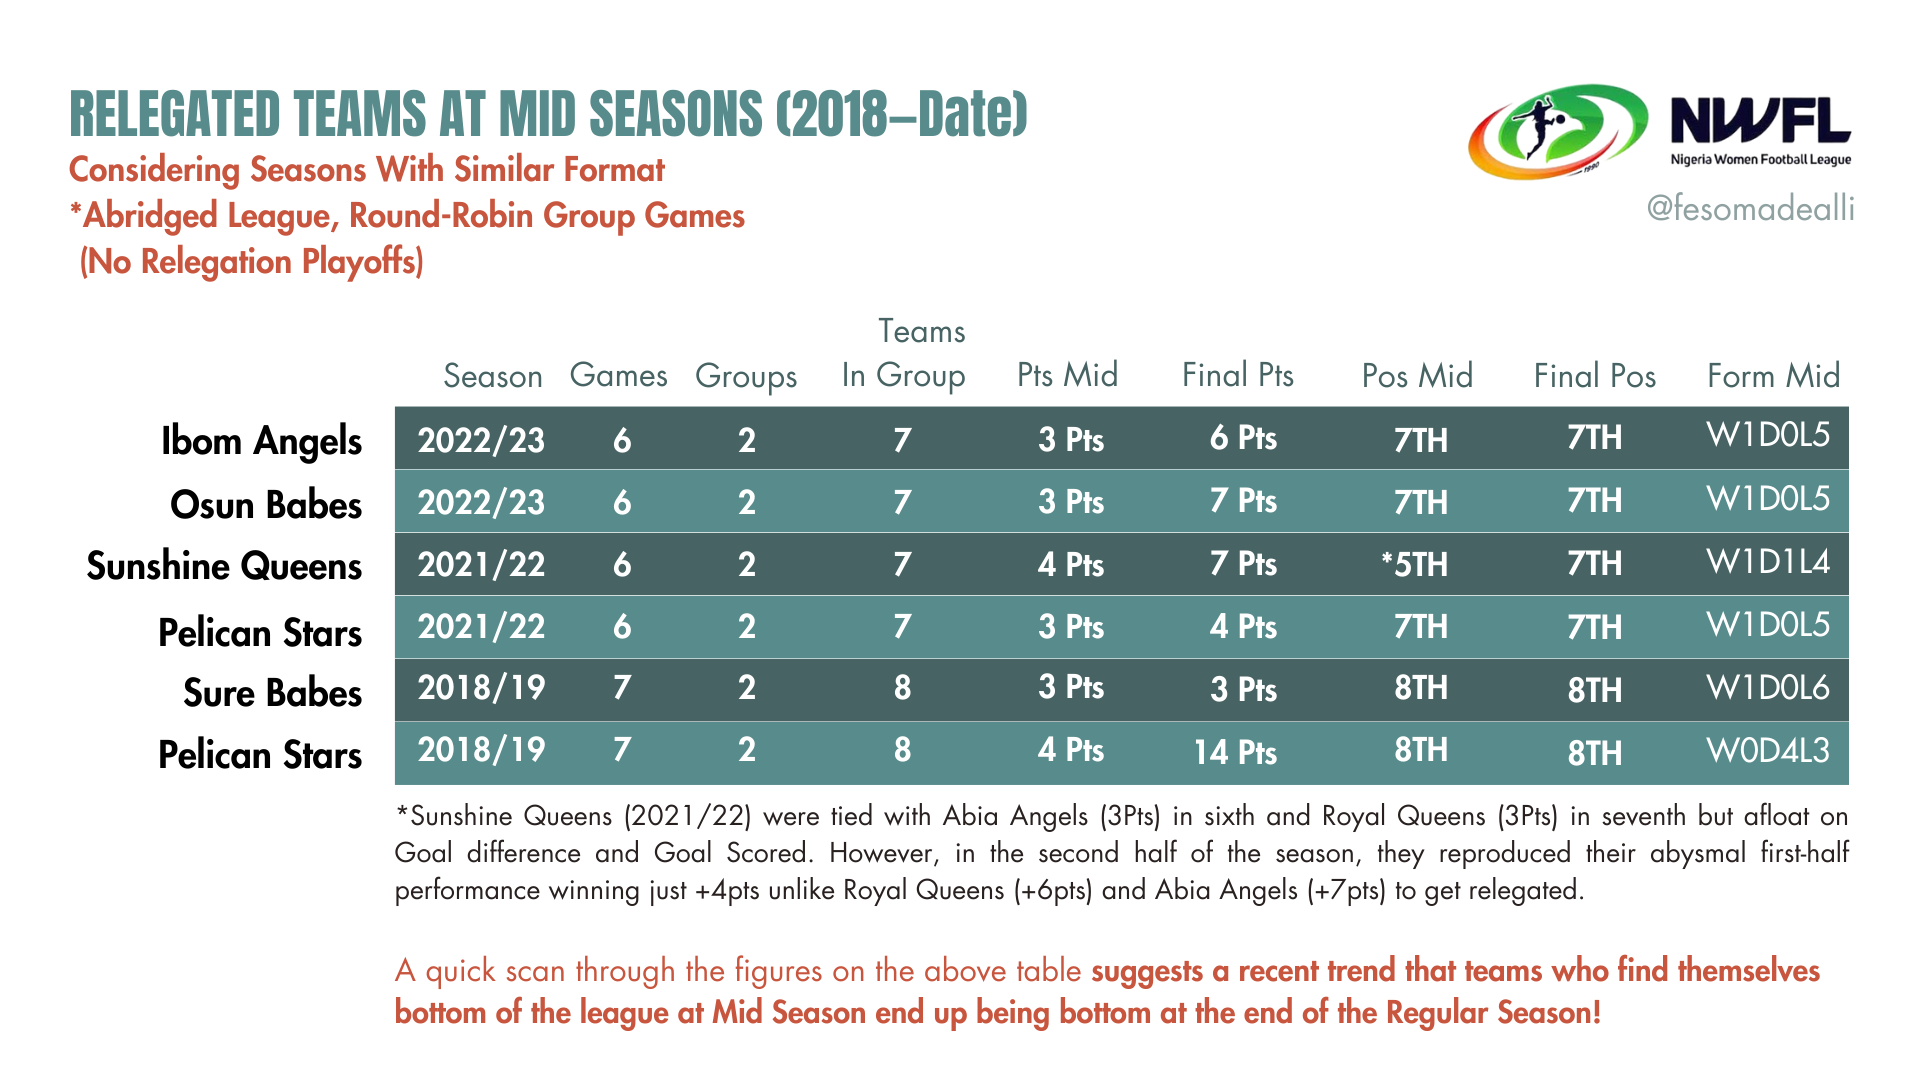 RELEGATED TEAMS AT MID SEASONS (2018–Date)
Considering Seasons With Similar Format
*Abridged League, Round-Robin Group Games
(No Relegation Playoffs)
1990
NWFL
Nigeria Women Football League
@fesomadealli
Season Games Groups Teams In Group Pts Mid Final Pts Pos Mid Final Pos Form Mid
Ibom Angels 2022/23 6 2 7 3 Pts 6 Pts 7TH 7TH W1D0L5
Osun Babes 2022/23 6 2 7 3 Pts 7 Pts 7TH 7TH W1D0L5
Sunshine Queens 2021/22 6 2 7 4 Pts 7 Pts *5TH 7TH W1D1L4
Pelican Stars 2021/22 6 2 7 3 Pts 4 Pts 7TH 7TH W1D0L5
Sure Babes 2018/19 7 2 8 3 Pts 3 Pts 8TH 8TH W1D0L6
Pelican Stars 2018/19 7 2 8 4 Pts 14 Pts 8TH 8TH W0D4L3
*Sunshine Queens (2021/22) were tied with Abia Angels (3Pts) in sixth and Royal Queens (3Pts) in seventh but afloat on
Goal difference and Goal Scored. However, in the second half of the season, they reproduced their abysmal first-half
performance winning just +4pts unlike Royal Queens (+6pts) and Abia Angels (+7pts) to get relegated.
A quick scan through the figures on the above table suggests a recent trend that teams who find themselves
bottom of the league at Mid Season end up being bottom at the end of the Regular Season!